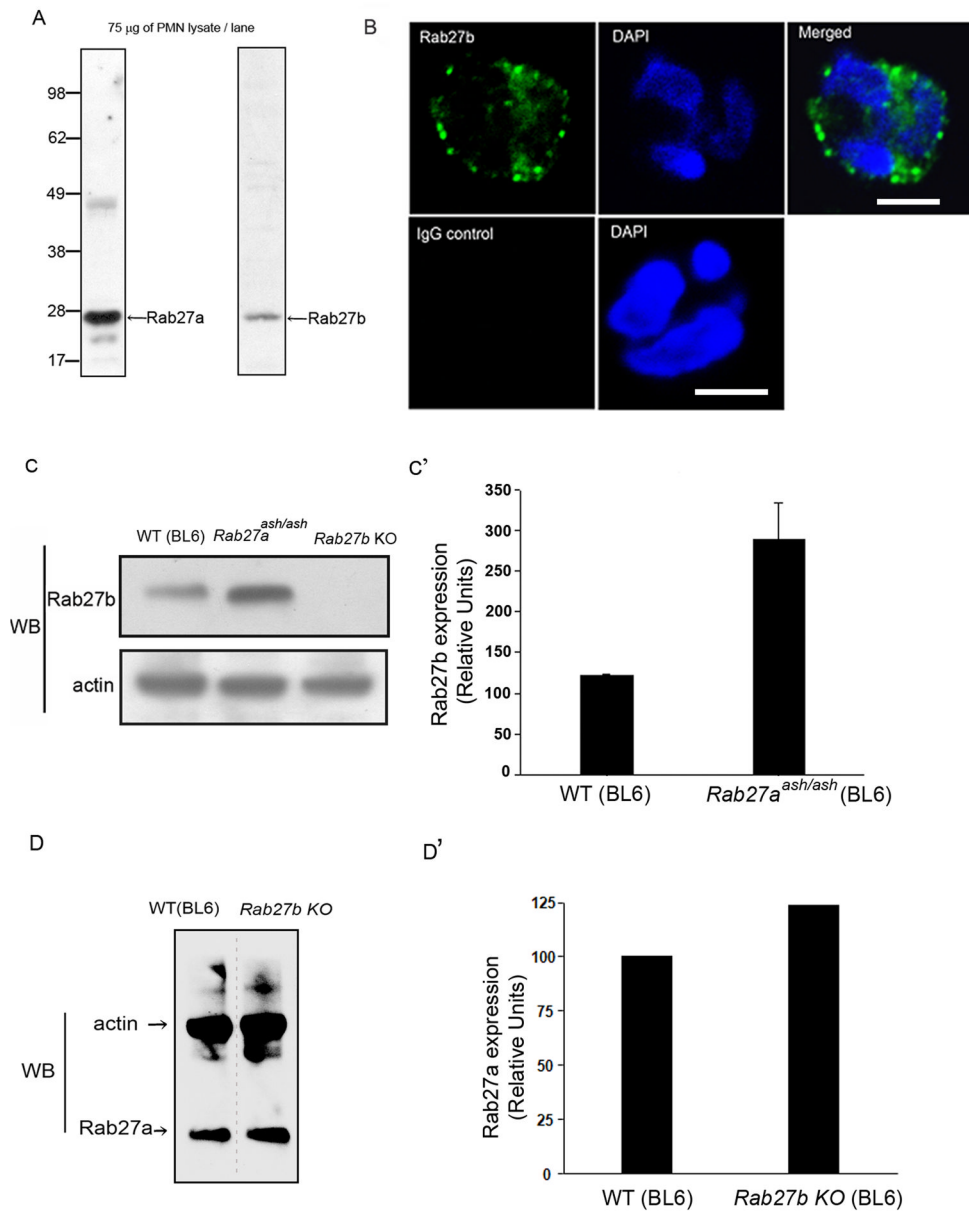 A
75 μg of PMN lysate / lane
98
62
49
38
28
17
←Rab27a
←Rab27b
B
Rab27b
DAPI
Merged
IgG control
DAPI
C
WT (BL6) Rab27a ash/ash Rab27b KO
WB
Rab27b
actin
C'
Rab27b expression
(Relative Units)
350
300
250
200
150
100
50
0
WT (BL6)
Rab27a ash/ash (BL6)
D
WT(BL6) Rab27b KO
WB
actin →
Rab27a→
D'
Rab27a expression
(Relative Units)
125
100
75
50
25
0
WT (BL6)
Rab27b KO (BL6)